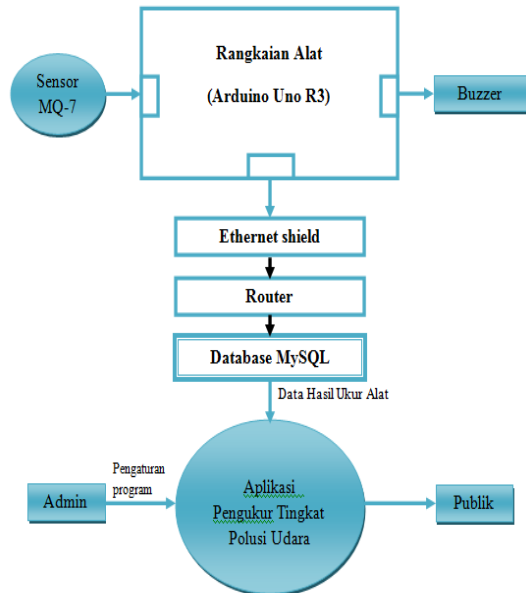 Rangkaian Alat
(Arduino Uno R3)
Sensor
MQ-7
Buzzer
Ethernet shield
Router
Database MySQL
Data Hasil Ukur Alat
Pengaturan
program
Admin
Aplikasi
Pengukur Tingkat
Polusi Udara
Publik